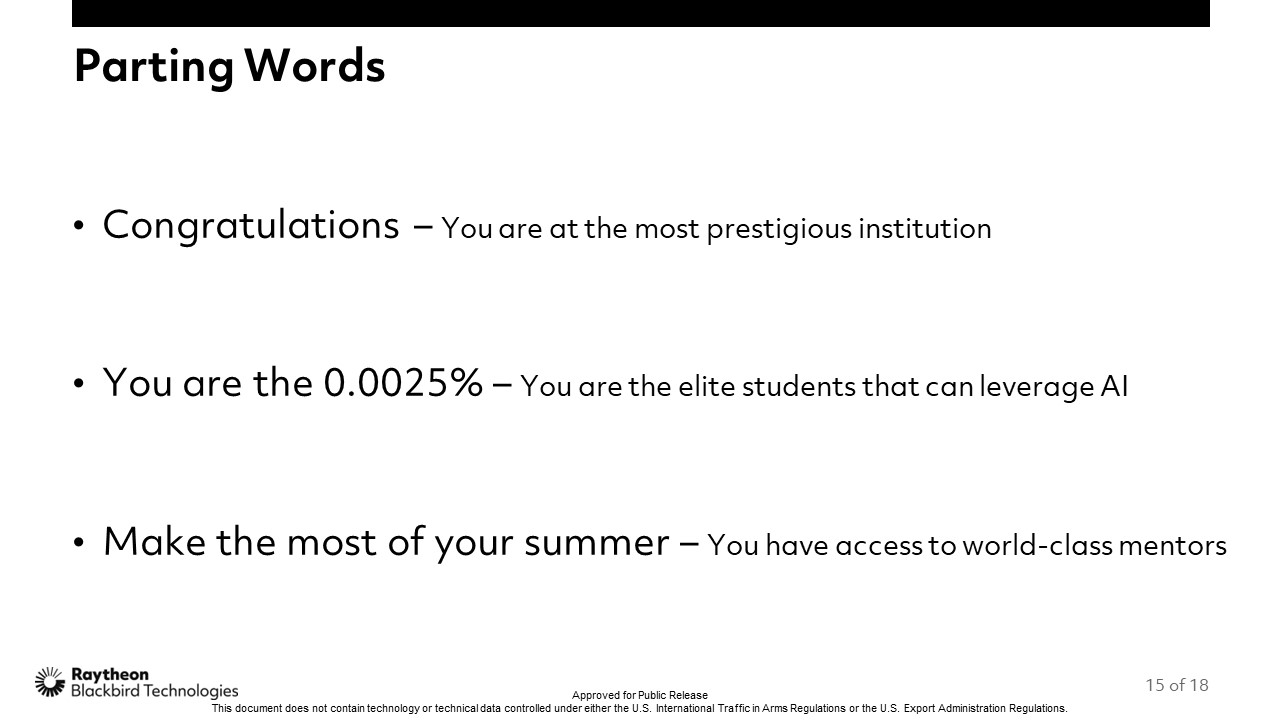 Parting Words
• Congratulations – You are at the most prestigious institution
• You are the 0.0025% – You are the elite students that can leverage AI
• Make the most of your summer – You have access to world-class mentors
Raytheon
Blackbird Technologies
15 of 18
Approved for Public Release
This document does not contain technology or technical data controlled under either the U.S. International Traffic in Arms Regulations or the U.S. Export Administration Regulations.